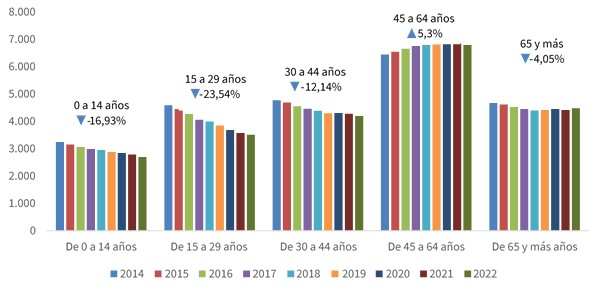 8.000
7.000
6.000
5.000
4.000
3.000
2.000
1.000
0
0 a 14 años
▼-16,93%
15 a 29 años
▼-23,54%
30 a 44 años
▼-12,14%
45 a 64 años
▲5,3%
65 y más
▼-4,05%
De 0 a 14 años
De 15 a 29 años
De 30 a 44 años
De 45 a 64 años
De 65 y más años
2014 2015 2016 2017 2018 2019 2020 2021 2022